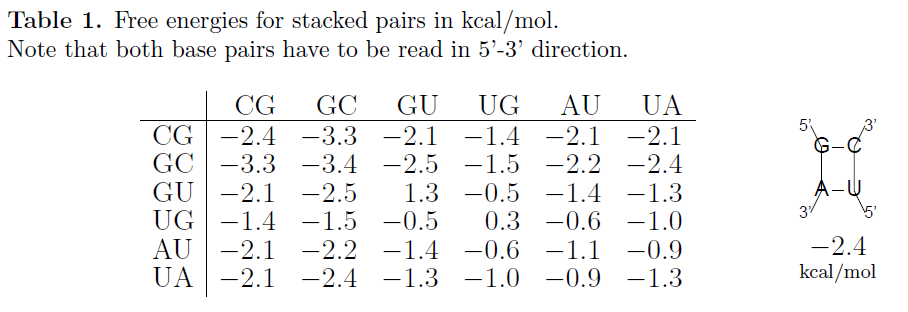 Table 1. Free energies for stacked pairs in kcal/mol.
Note that both base pairs have to be read in 5'-3' direction.
CG GC GU UG AU UA
CG −2.4 −3.3 −2.1 −1.4 −2.1 −2.1
GC −3.3 −3.4 −2.5 −1.5 −2.2 −2.4
GU −2.1 −2.5 1.3 −0.5 −1.4 −1.3
UG −1.4 −1.5 −0.5 0.3 −0.6 −1.0
AU −2.1 −2.2 −1.4 −0.6 −1.1 −0.9
UA −2.1 −2.4 −1.3 −1.0 −0.9 −1.3
5' 3'
G–C
A–U
3' 5'
−2.4
kcal/mol